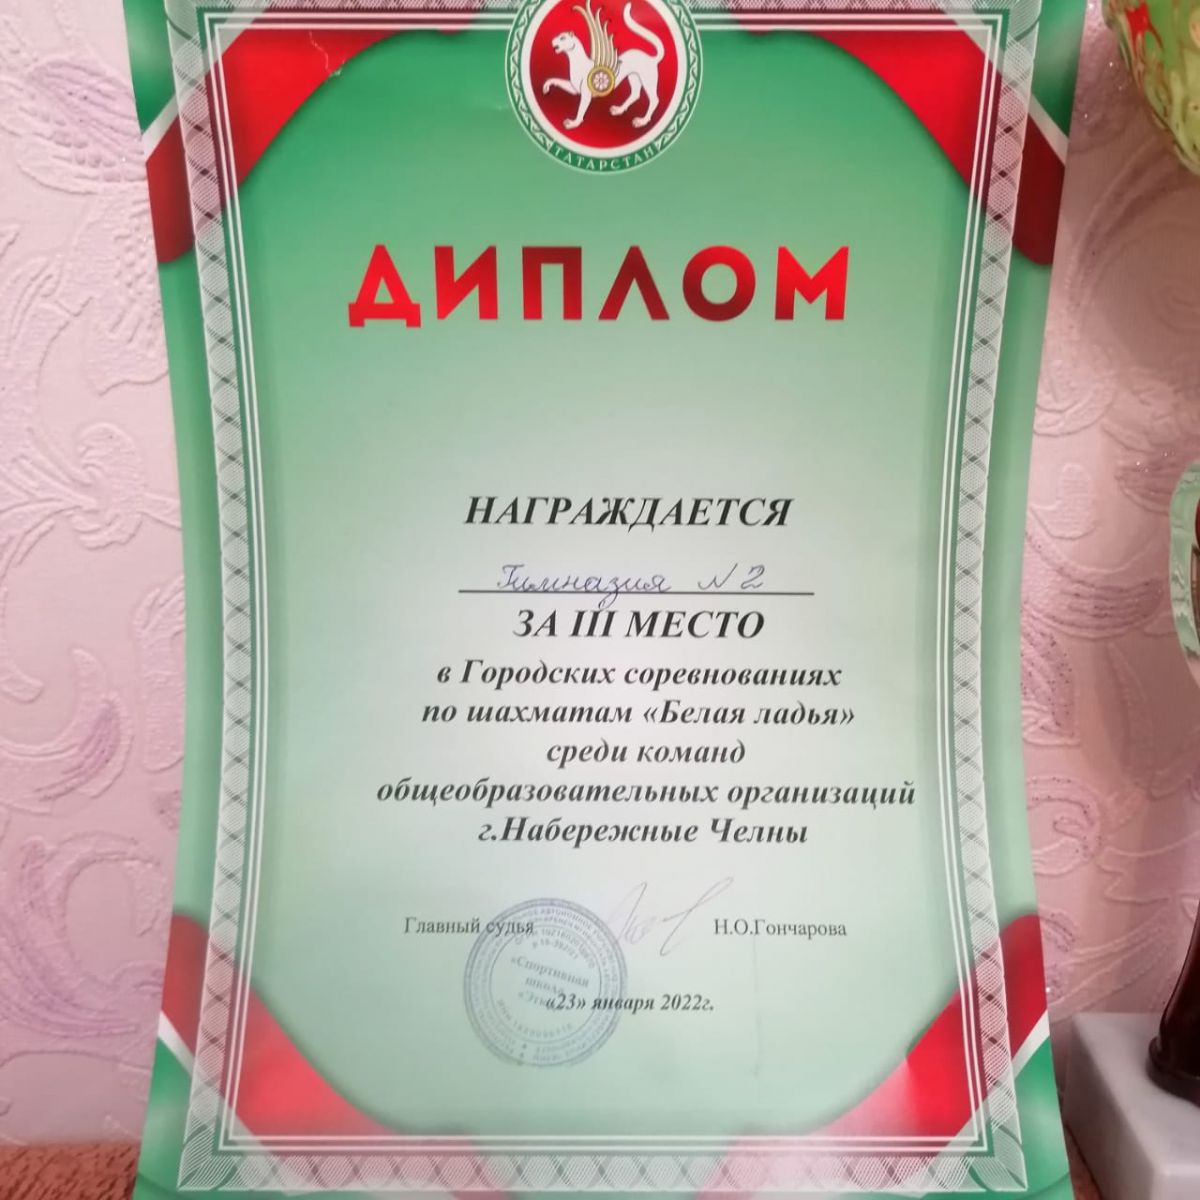 ТАТАРСТАН
ДИПЛОМ
НАГРАЖДАЕТСЯ
Гимназия №2
ЗА III МЕСТО
в Городских соревнованиях
по шахматам «Белая ладья»
среди команд
общеобразовательных организаций
г.Набережные Челны
Главный судья Н.О.Гончарова
«Спортивная
школа
«23» января 2022г.